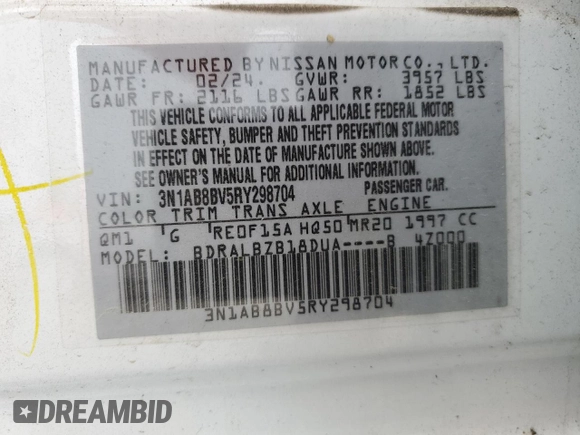 MANUFACTURED BY NISSAN MOTOR CO., LTD.
DATE: 02/24. GVWR: 3957 LBS
GAWR FR: 2116 LBS GAWR RR: 1852 LBS
THIS VEHICLE CONFORMS TO ALL APPLICABLE FEDERAL MOTOR
VEHICLE SAFETY, BUMPER AND THEFT PREVENTION STANDARDS
IN EFFECT ON THE DATE OF MANUFACTURE SHOWN ABOVE.
SEE OWNER'S MANUAL FOR ADDITIONAL INFORMATION.
VIN: 3N1AB8BV5RY298704 PASSENGER CAR.
COLOR TRIM TRANS AXLE ENGINE
QM1 G RE0F15A HQ50 MR20 1997 CC
MODEL: BDRALBZB18DUA----B 4Z000
3N1AB8BV5RY298704
DREAMBID